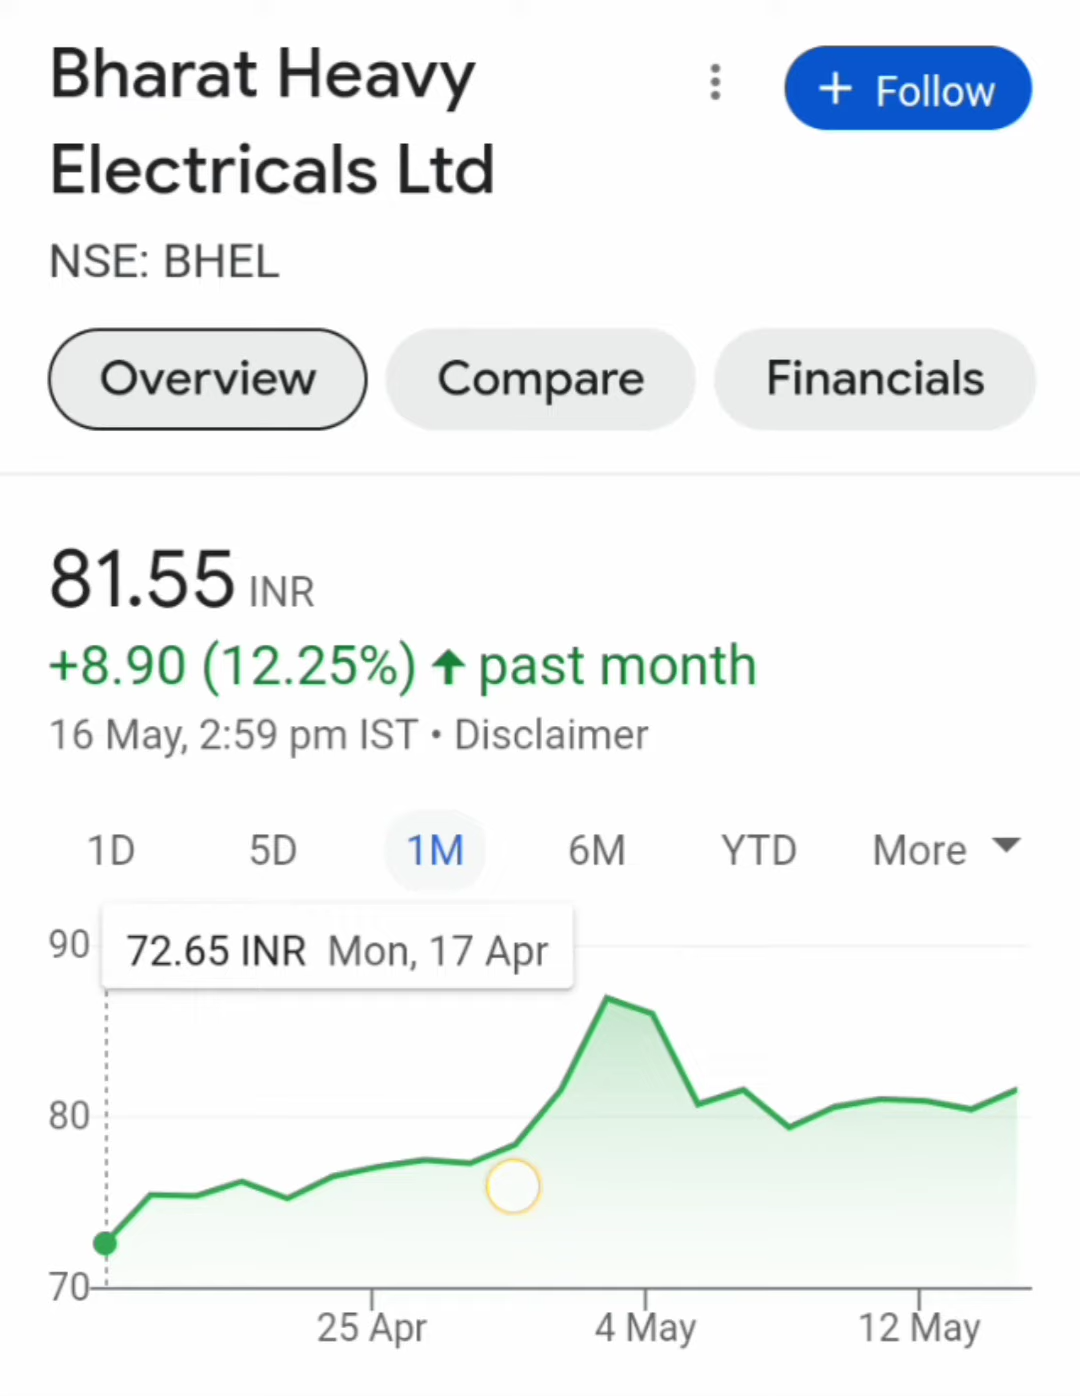 Bharat Heavy
Electricals Ltd
+ Follow
NSE: BHEL
Overview Compare Financials
81.55 INR
+8.90 (12.25%) ↑ past month
16 May, 2:59 pm IST • Disclaimer
1D 5D 1M 6M YTD More
72.65 INR Mon, 17 Apr
90
80
70
25 Apr 4 May 12 May